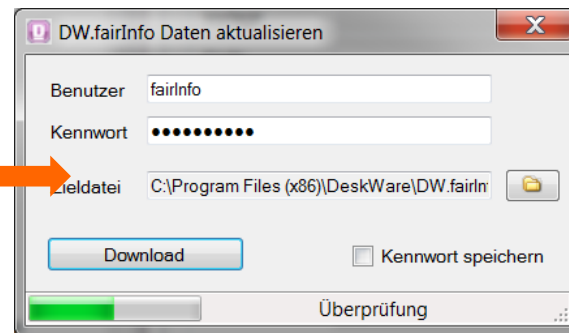 DW.fairInfo Daten aktualisieren
Benutzer fairInfo
Kennwort ••••••••••
Zieldatei C:\Program Files (x86)\DeskWare\DW.fairIn
Download Kennwort speichern
Überprüfung